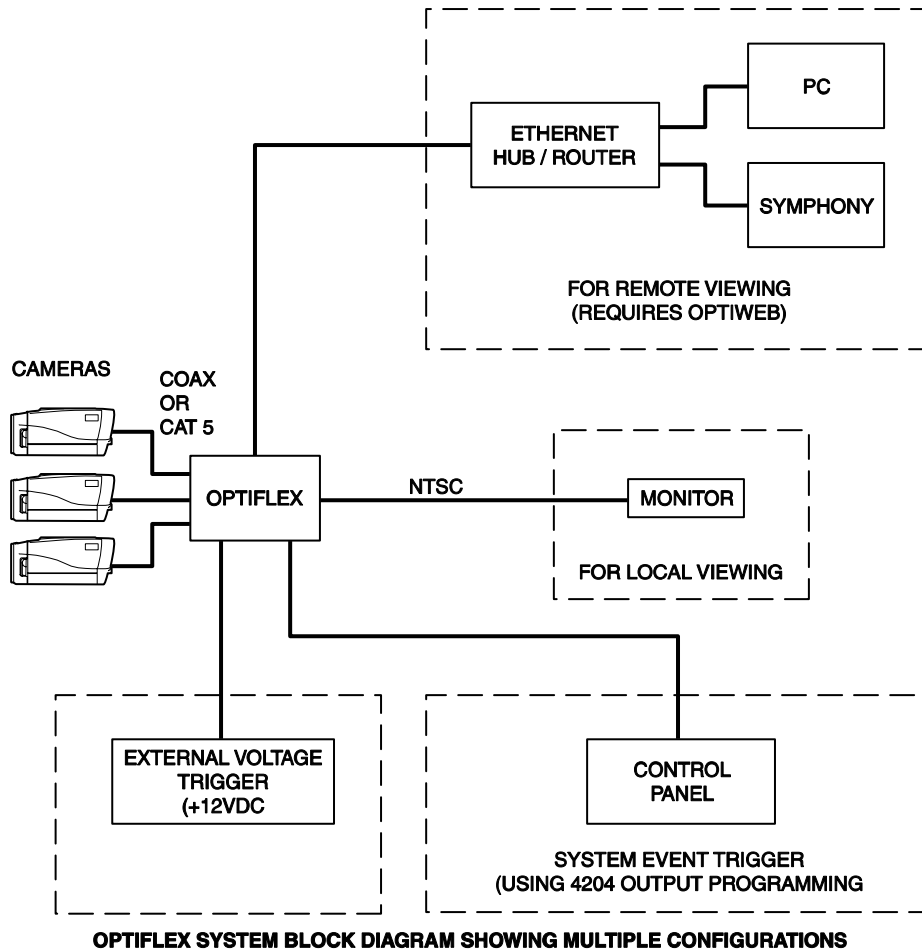 PC
ETHERNET
HUB / ROUTER
SYMPHONY
FOR REMOTE VIEWING
(REQUIRES OPTIWEB)
CAMERAS
COAX
OR
CAT 5
OPTIFLEX
NTSC
MONITOR
FOR LOCAL VIEWING
EXTERNAL VOLTAGE
TRIGGER
(+12VDC
CONTROL
PANEL
SYSTEM EVENT TRIGGER
(USING 4204 OUTPUT PROGRAMMING
OPTIFLEX SYSTEM BLOCK DIAGRAM SHOWING MULTIPLE CONFIGURATIONS